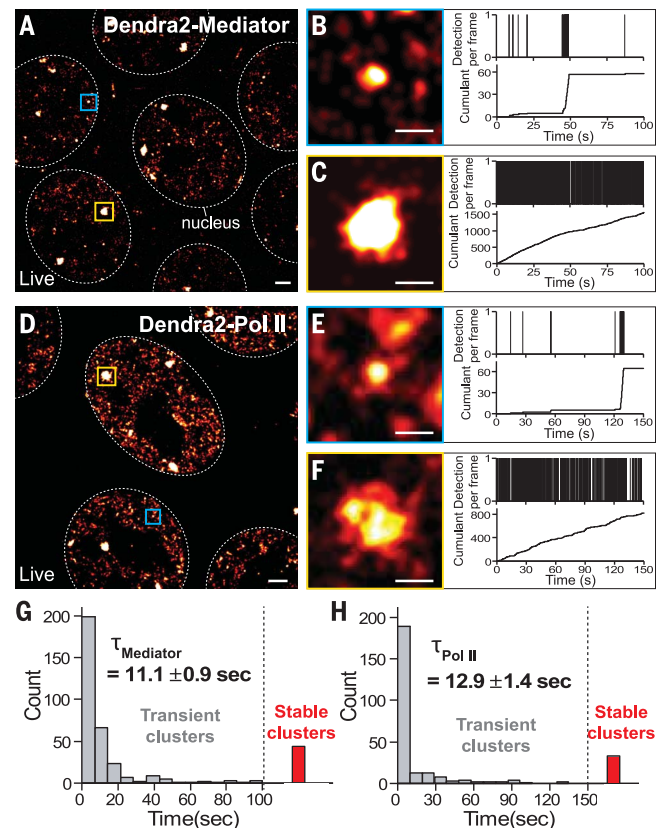 A
Dendra2-Mediator
nucleus
Live
B
Detection
per frame
1
0
Cumulant
60
30
0
0 25 50 75 100
Time (s)
C
Detection
per frame
1
0
Cumulant
1500
1000
500
0
0 25 50 75 100
Time (s)
D
Dendra2-Pol II
Live
E
Detection
per frame
1
0
Cumulant
70
35
0
0 30 60 90 120 150
Time (s)
F
Detection
per frame
1
0
Cumulant
800
400
0
0 30 60 90 120 150
Time (s)
G
Count
200
150
100
50
0
τMediator
= 11.1 ±0.9 sec
Transient
clusters
Stable
clusters
0 20 40 60 80 100
Time(sec)
H
Count
200
150
100
50
0
τPol II
= 12.9 ±1.4 sec
Transient
clusters
Stable
clusters
0 30 60 90 120 150
Time(sec)